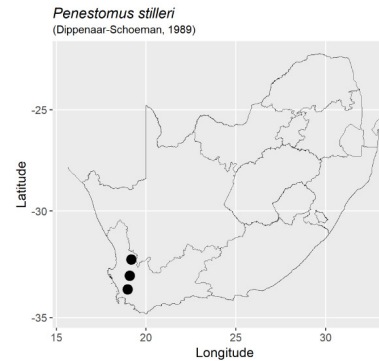 Penestomus stilleri
(Dippenaar-Schoeman, 1989)
-25
-30
-35
Latitude
15
20
25
30
Longitude